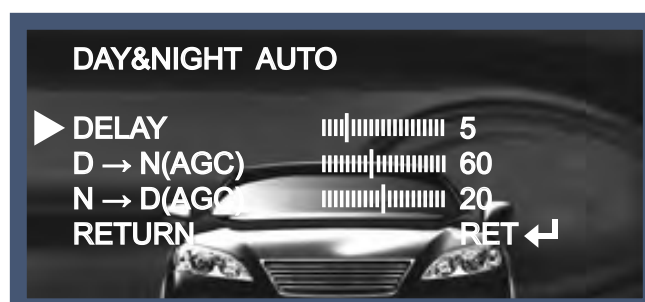 DAY&NIGHT AUTO
DELAY 5
D → N(AGC) 60
N → D(AGC) 20
RETURN RET ↵